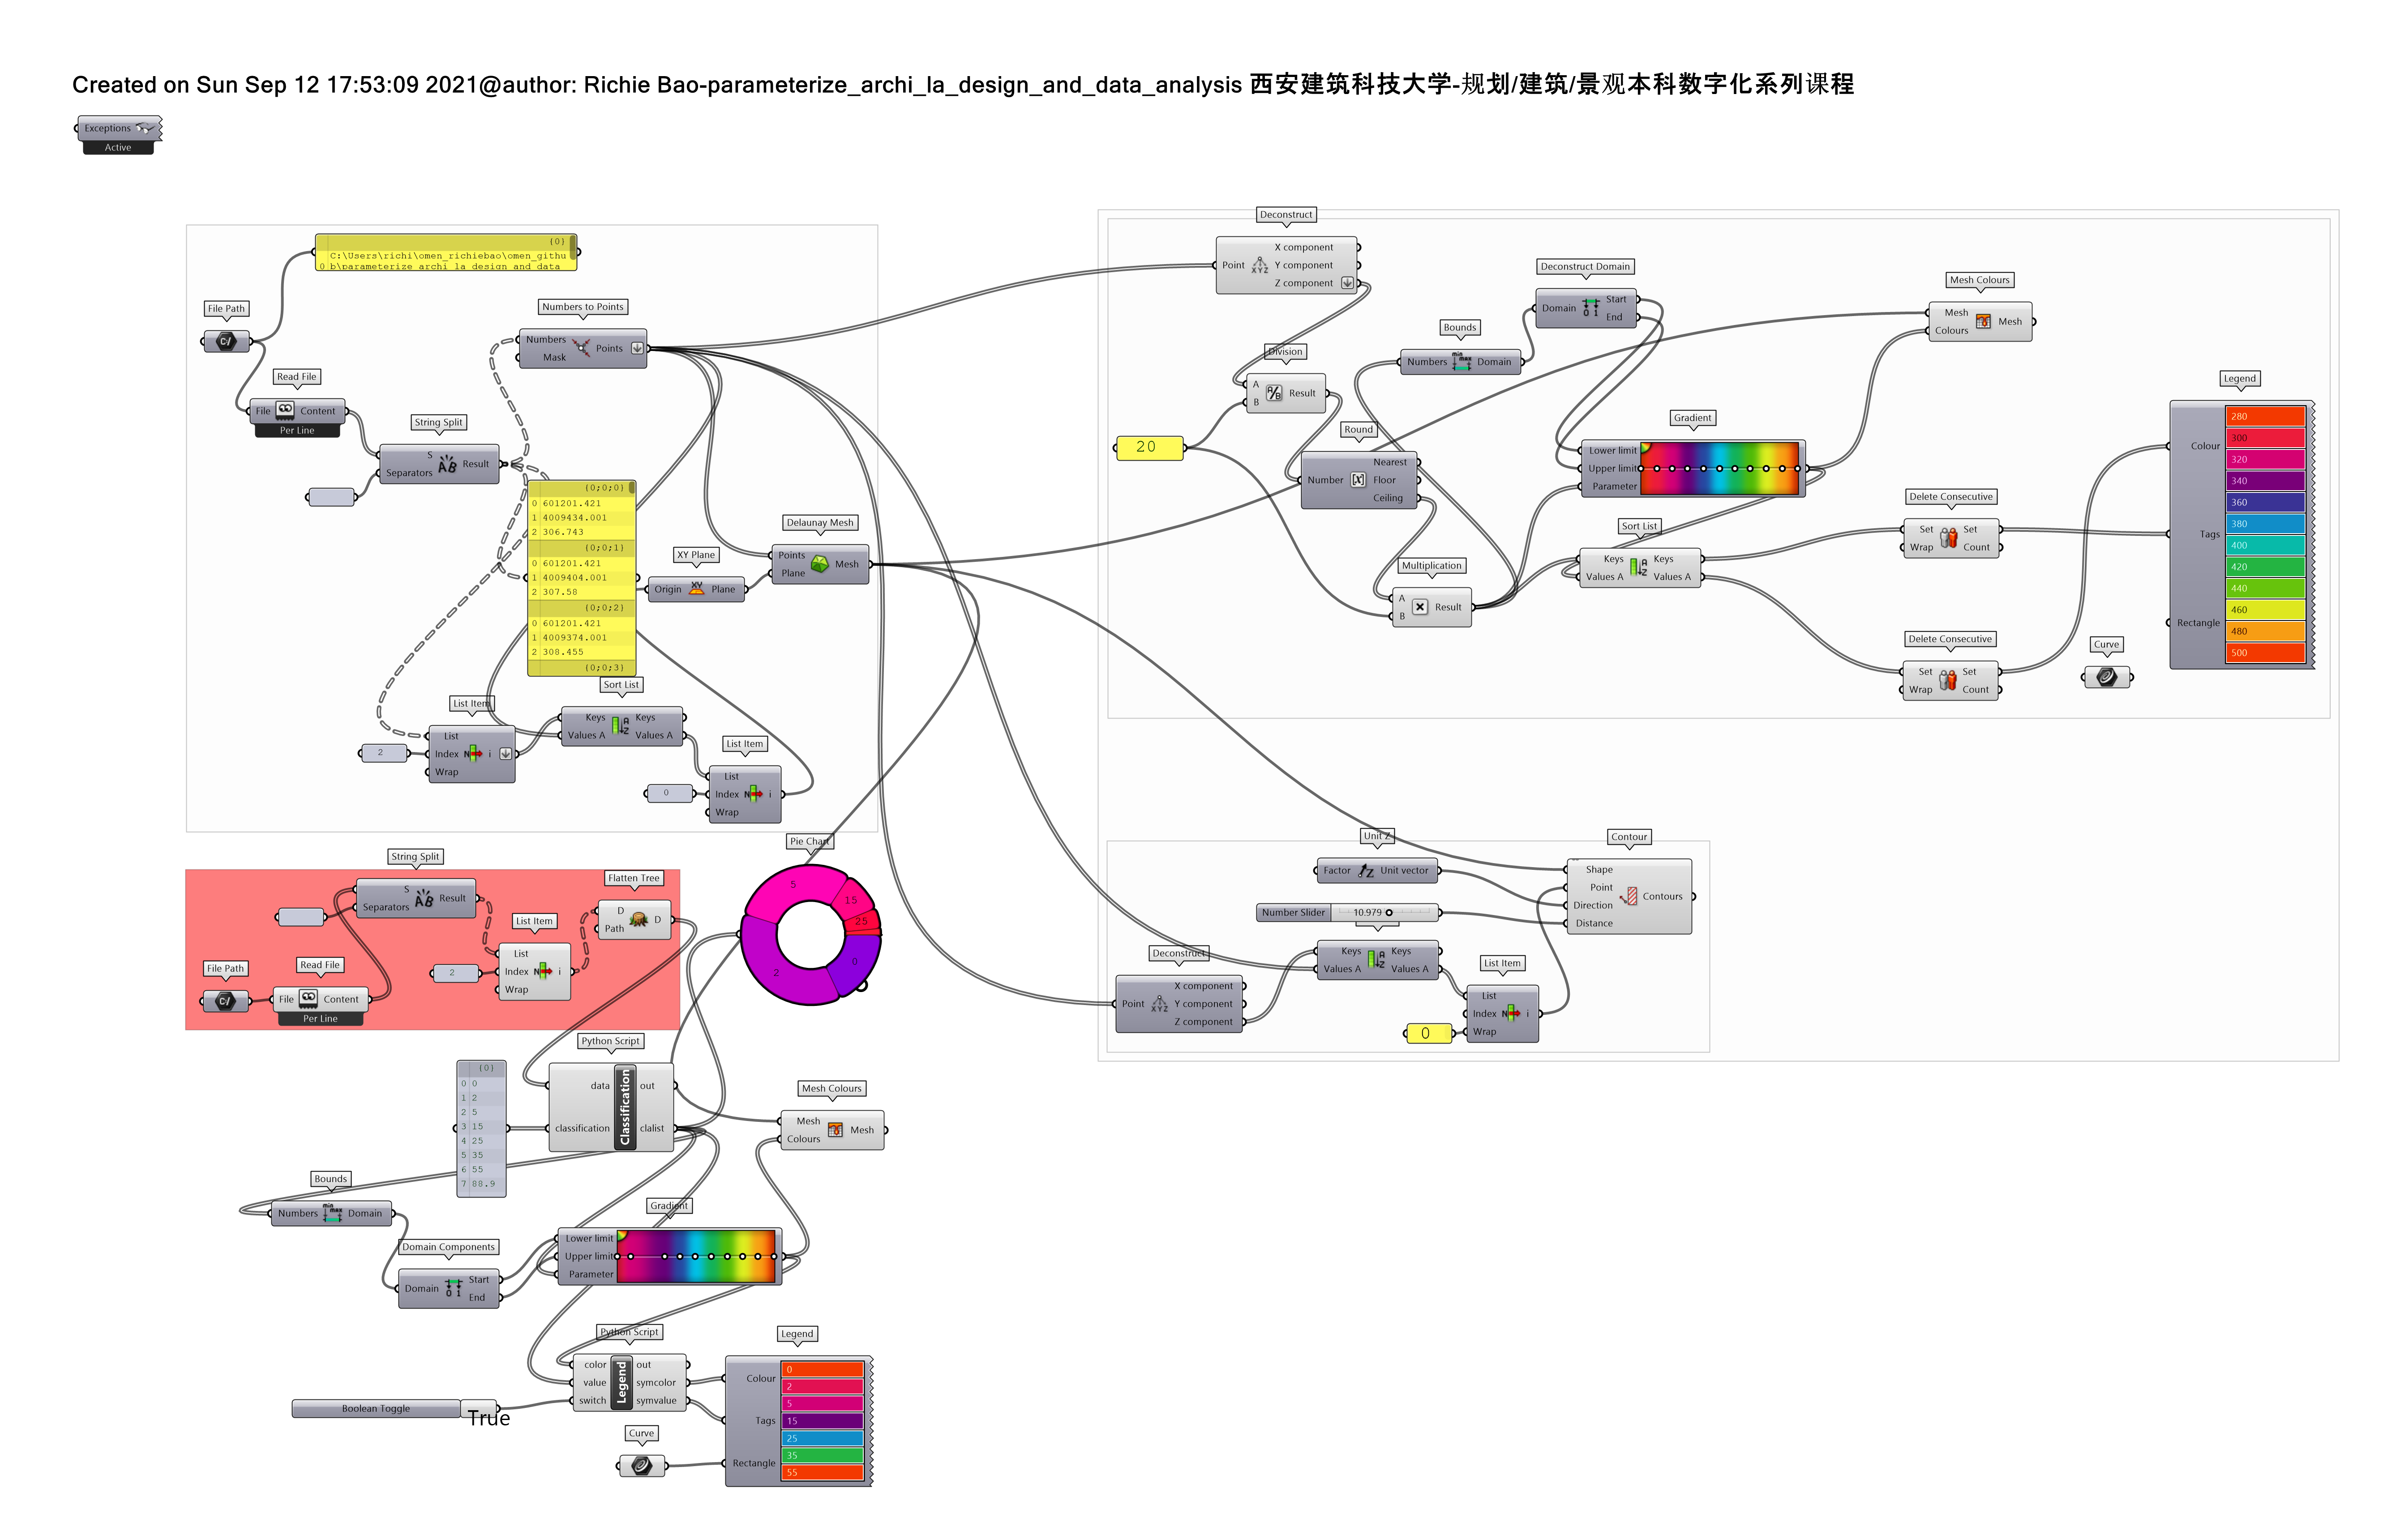 Created on Sun Sep 12 17:53:09 2021@author: Richie Bao-parameterize_archi_la_design_and_data_analysis 西安建筑科技大学-规划/建筑/景观本科数字化系列课程
Exceptions
Active
{0}
C:\Users\richi\omen_richiebao\omen_githu
0 b\parameterize_archi_la_design_and_data
File Path
Read File
File Content
Per Line
String Split
S
Separators
Result
Numbers to Points
Numbers
Mask
Points
{0;0;0}
0 601201.421
1 4009434.001
2 306.743
{0;0;1}
0 601201.421
1 4009404.001
2 307.58
{0;0;2}
0 601201.421
1 4009374.001
2 308.455
{0;0;3}
XY Plane
Origin Plane
Delaunay Mesh
Points
Plane
Mesh
List Item
2
List
Index i
Wrap
Sort List
Keys Keys
Values A Values A
List Item
0
List
Index i
Wrap
Deconstruct
Point
X component
Y component
Z component
Division
A
B
Result
20
Round
Number
Nearest
Floor
Ceiling
Multiplication
A
B
Result
Bounds
Numbers Domain
Deconstruct Domain
Domain
Start
End
Gradient
Lower limit
Upper limit
Parameter
Sort List
Keys Keys
Values A Values A
Mesh Colours
Mesh
Colours
Mesh
Delete Consecutive
Set Set
Wrap Count
Delete Consecutive
Set Set
Wrap Count
Curve
Legend
Colour
Tags
Rectangle
280
300
320
340
360
380
400
420
440
460
480
500
Unit Z
Factor Unit vector
Number Slider 10.979
Contour
Shape
Point
Direction
Distance
Contours
Deconstruct
Point
X component
Y component
Z component
Keys Keys
Values A Values A
List Item
0
List
Index i
Wrap
Pie Chart
5
15
25
0
2
String Split
S
Separators
Result
File Path
Read File
File Content
Per Line
List Item
2
List
Index i
Wrap
Flatten Tree
D
Path
D
Python Script
data
classification
Classification
out
clalist
{0}
0 0
1 2
2 5
3 15
4 25
5 35
6 55
7 88.9
Mesh Colours
Mesh
Colours
Mesh
Bounds
Numbers Domain
Domain Components
Domain
Start
End
Gradient
Lower limit
Upper limit
Parameter
Python Script
color
value
switch
Legend
out
symcolor
symvalue
Boolean Toggle True
Curve
Legend
Colour
Tags
Rectangle
0
2
5
15
25
35
55